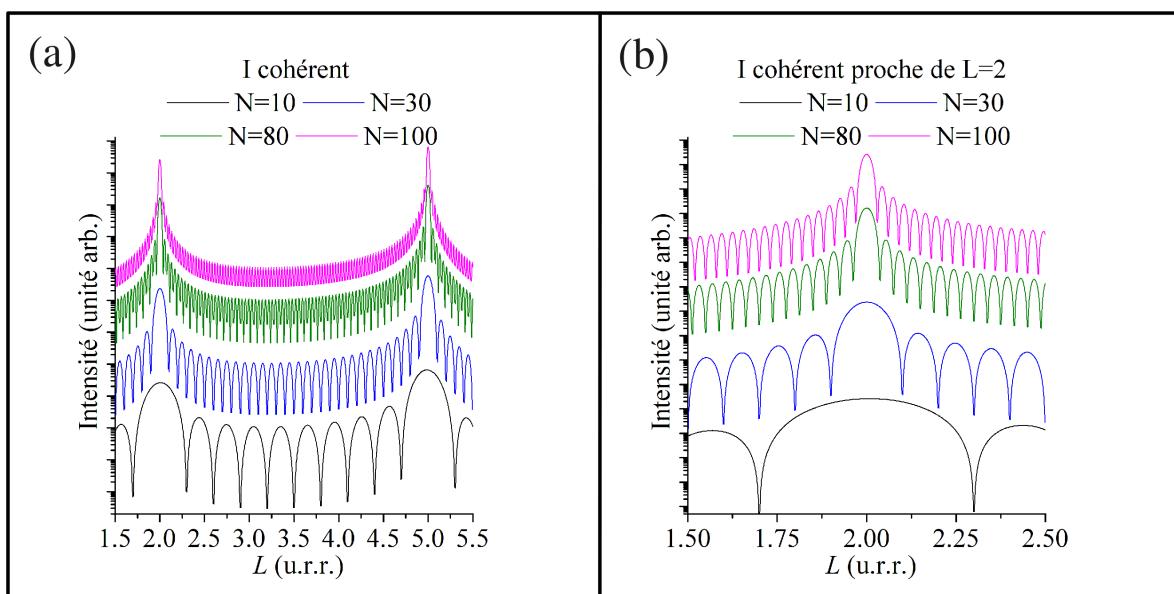 (a)
I cohérent
N=10 N=30
N=80 N=100
Intensité (unité arb.)
1.5 2.0 2.5 3.0 3.5 4.0 4.5 5.0 5.5
L (u.r.r.)
(b)
I cohérent proche de L=2
N=10 N=30
N=80 N=100
Intensité (unité arb.)
1.50 1.75 2.00 2.25 2.50
L (u.r.r.)